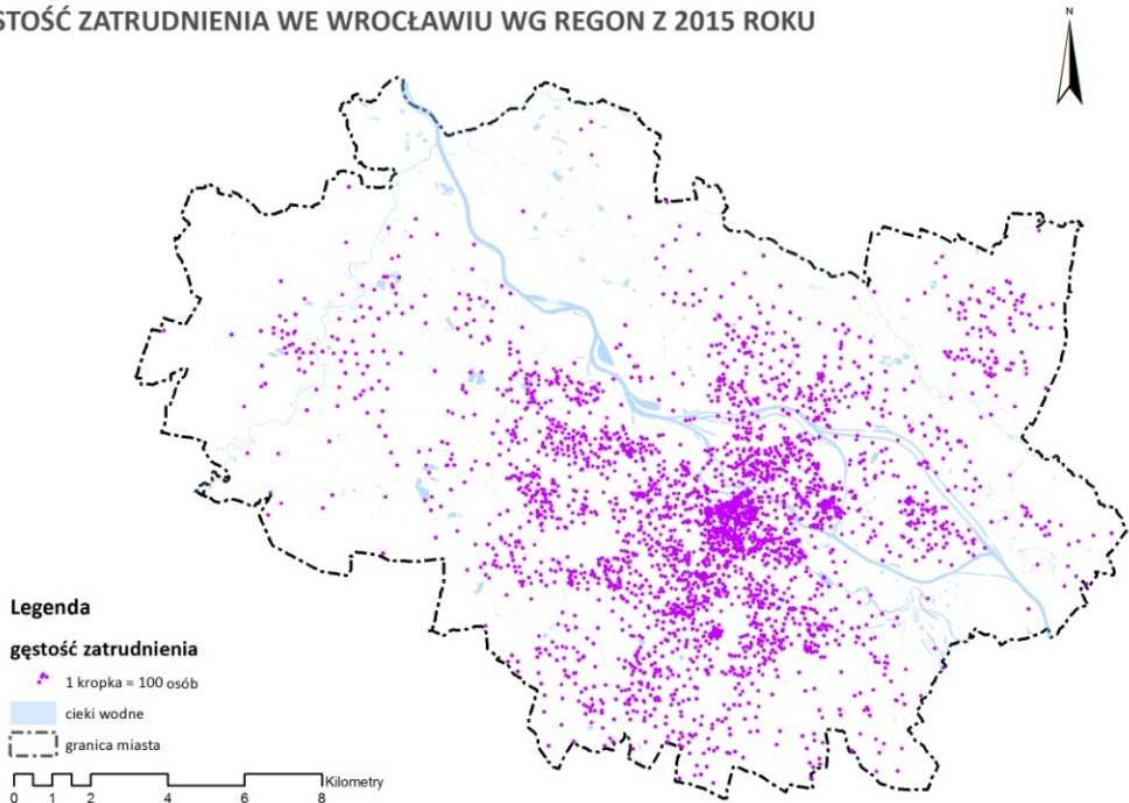 STOŚĆ ZATRUDNIENIA WE WROCŁAWIU WG REGON Z 2015 ROKU
N
Legenda
gęstość zatrudnienia
1 kropka = 100 osób
cieki wodne
granica miasta
Kilometry
0 1 2 4 6 8